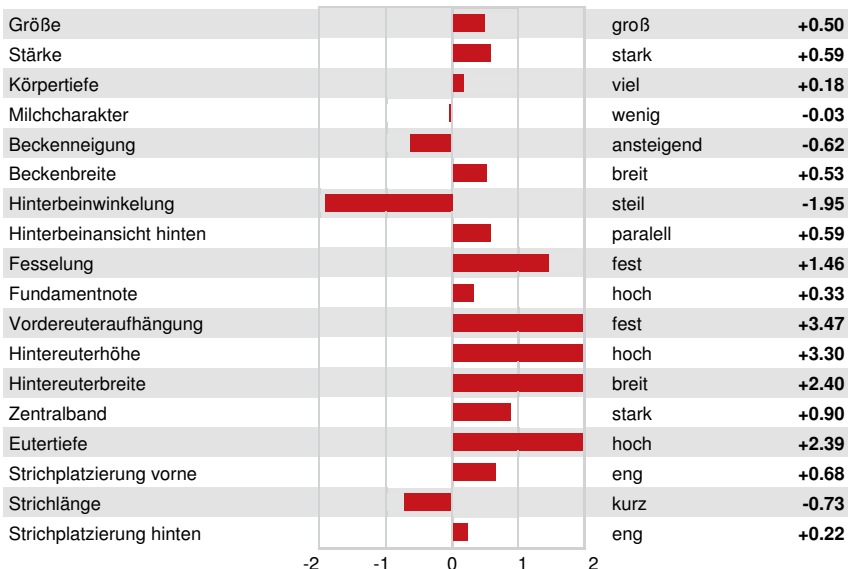 Größe groß +0.50
Stärke stark +0.59
Körpertiefe viel +0.18
Milchcharakter wenig -0.03
Beckenneigung ansteigend -0.62
Beckenbreite breit +0.53
Hinterbeinwinkelung steil -1.95
Hinterbeinansicht hinten paralell +0.59
Fesselung fest +1.46
Fundamentnote hoch +0.33
Vordereuteraufhängung fest +3.47
Hintereuterhöhe hoch +3.30
Hintereuterbreite breit +2.40
Zentralband stark +0.90
Eutertiefe hoch +2.39
Strichplatzierung vorne eng +0.68
Strichlänge kurz -0.73
Strichplatzierung hinten eng +0.22
-2 -1 0 1 2